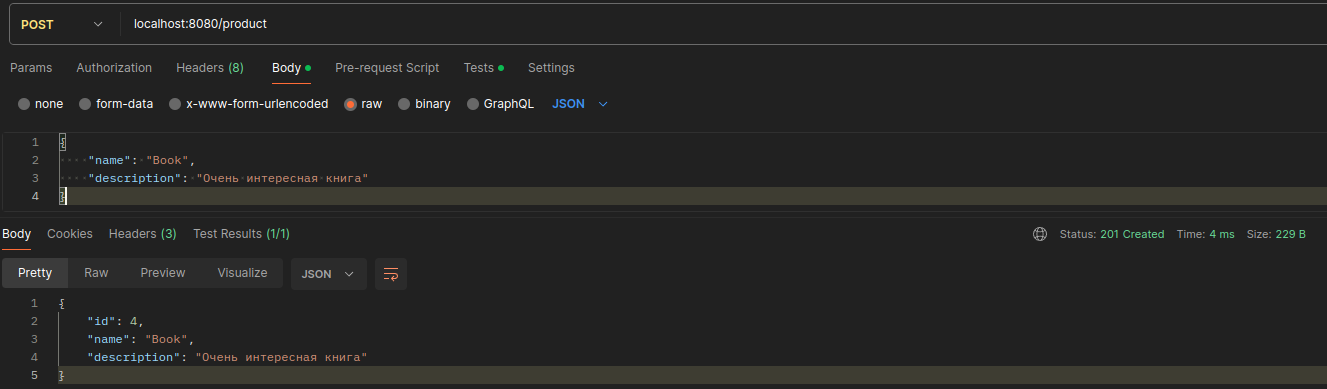 POST localhost:8080/product
Params Authorization Headers (8) Body Pre-request Script Tests Settings
none form-data x-www-form-urlencoded raw binary GraphQL JSON
1 {
2 "name": "Book",
3 "description": "Очень интересная книга"
4 }
Body Cookies Headers (3) Test Results (1/1) Status: 201 Created Time: 4 ms Size: 229 B
Pretty Raw Preview Visualize JSON
1 {
2 "id": 4,
3 "name": "Book",
4 "description": "Очень интересная книга"
5 }